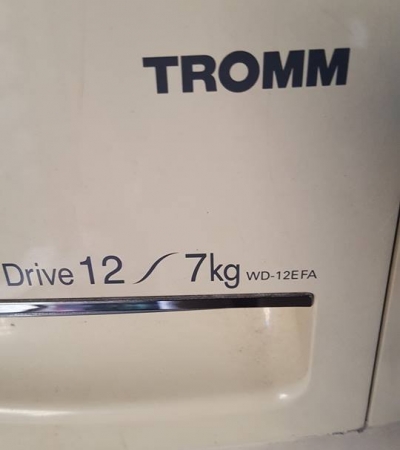 TROMM
Drive 12 / 7kg WD-12EFA